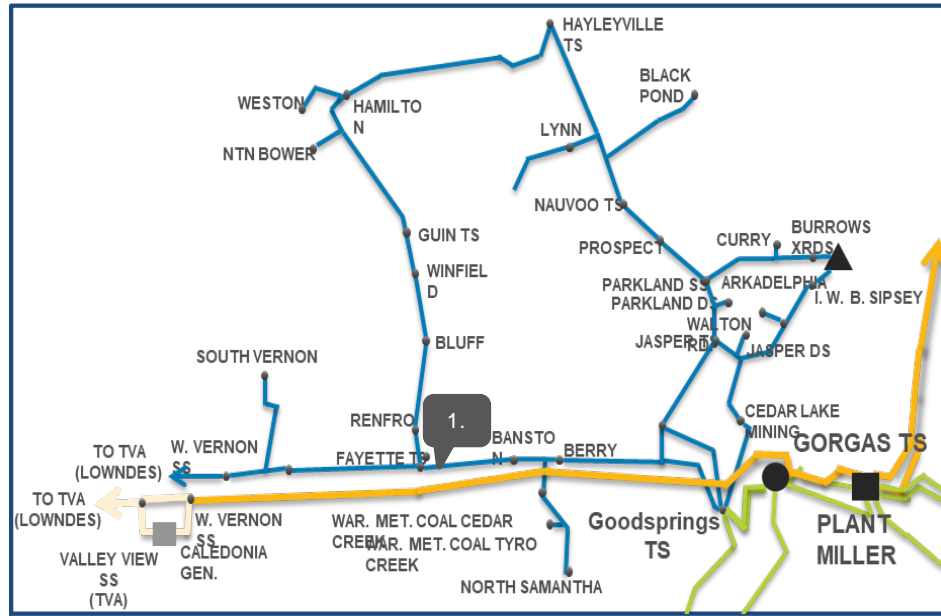 HAYLEYVILLE
TS
BLACK
POND
WESTON
HAMILTO
N
LYNN
NTN BOWER
NAUVOO TS
GUIN TS
PROSPECT
CURRY
BURROWS
XRDS
WINFIEL
D
PARKLAND SS
ARKADELPHIA
I. W. B. SIPSEY
PARKLAND DS
WALTON
RD.
JASPER TS
JASPER DS
BLUFF
SOUTH VERNON
RENFRO
1.
CEDAR LAKE
MINING
W. VERNON
SS
TO TVA
(LOWNDES)
FAYETTE TS
BANSTO
N
BERRY
GORGAS TS
TO TVA
(LOWNDES)
W. VERNON
SS
WAR. MET. COAL CEDAR
CREEK
WAR. MET. COAL TYRO
CREEK
Goodsprings
TS
PLANT
MILLER
VALLEY VIEW
SS
(TVA)
CALEDONIA
GEN.
NORTH SAMANTHA